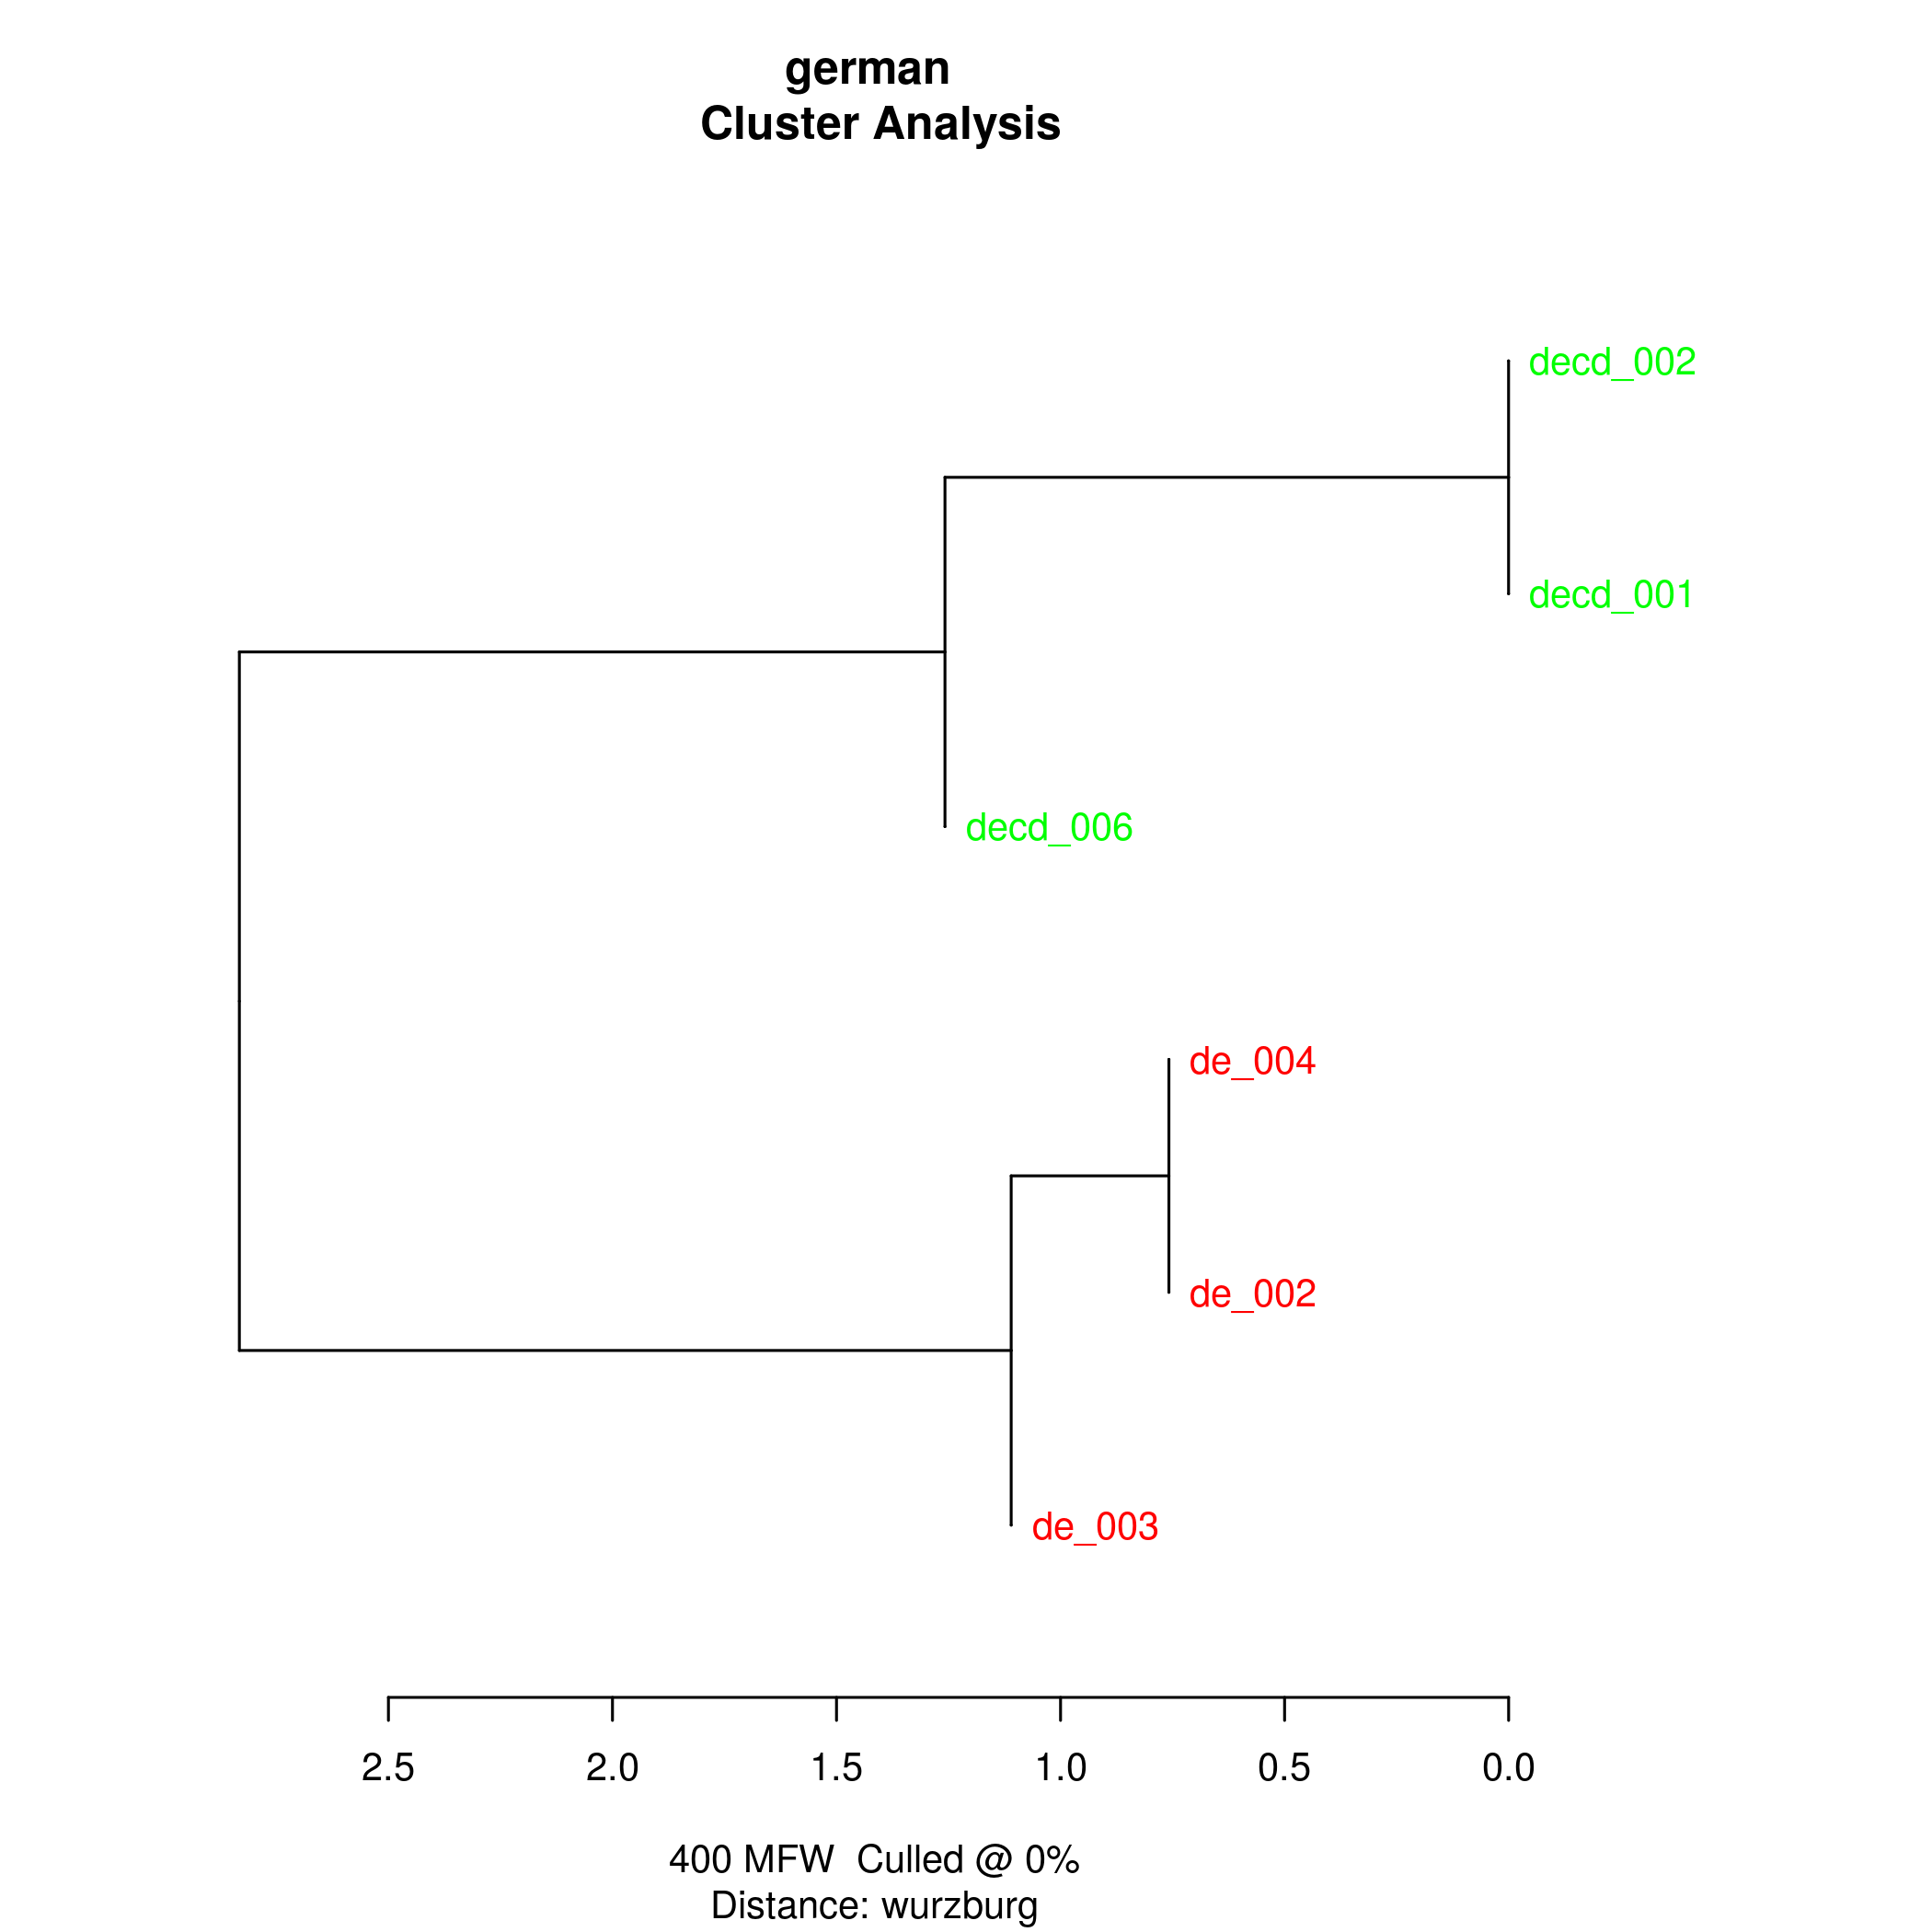 german
Cluster Analysis
decd_002
decd_001
decd_006
de_004
de_002
de_003
2.5 2.0 1.5 1.0 0.5 0.0
400 MFW  Culled @ 0%
Distance: wurzburg